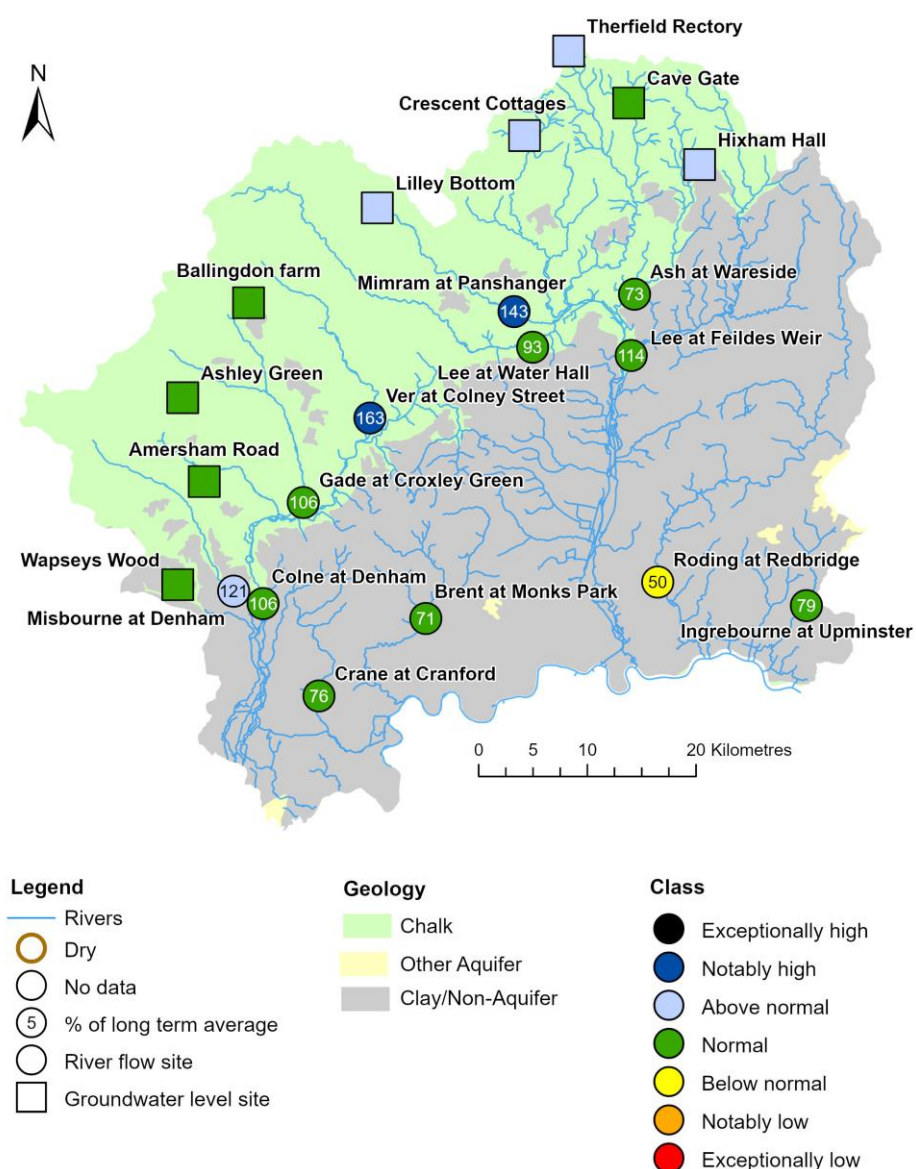 Therfield Rectory
N
Cave Gate
Crescent Cottages
Hixham Hall
Lilley Bottom
Ballingdon farm
Mimram at Panshanger
Ash at Wareside
73
143
93
Lee at Feildes Weir
114
Lee at Water Hall
Ashley Green
Ver at Colney Street
163
Amersham Road
Gade at Croxley Green
106
Wapseys Wood
Colne at Denham
Roding at Redbridge
50
Brent at Monks Park
121
106
71
79
Misbourne at Denham
Ingrebourne at Upminster
Crane at Cranford
76
0 5 10 20 Kilometres
Legend
Rivers
Dry
No data
5 % of long term average
River flow site
Groundwater level site
Geology
Chalk
Other Aquifer
Clay/Non-Aquifer
Class
Exceptionally high
Notably high
Above normal
Normal
Below normal
Notably low
Exceptionally low